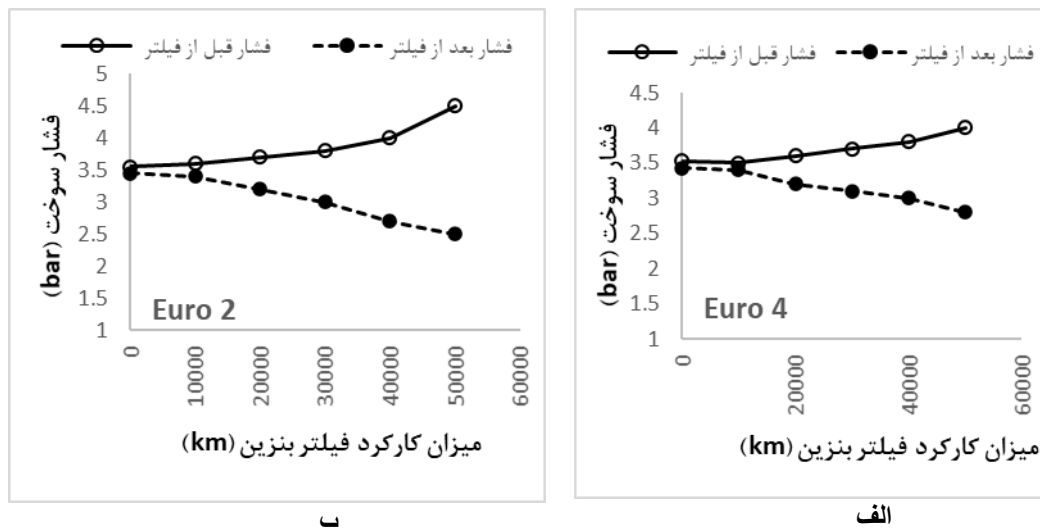 فشار بعد از فیلتر
فشار قبل از فیلتر
4.5
4
3.5
3
2.5
2
1.5
1
فشار سوخت (bar)
Euro 4
0
20000
40000
60000
میزان کارکرد فیلتر بنزین (km)
الف
فشار بعد از فیلتر
فشار قبل از فیلتر
5
4.5
4
3.5
3
2.5
2
1.5
1
فشار سوخت (bar)
Euro 2
0
10000
20000
30000
40000
50000
60000
میزان کارکرد فیلتر بنزین (km)